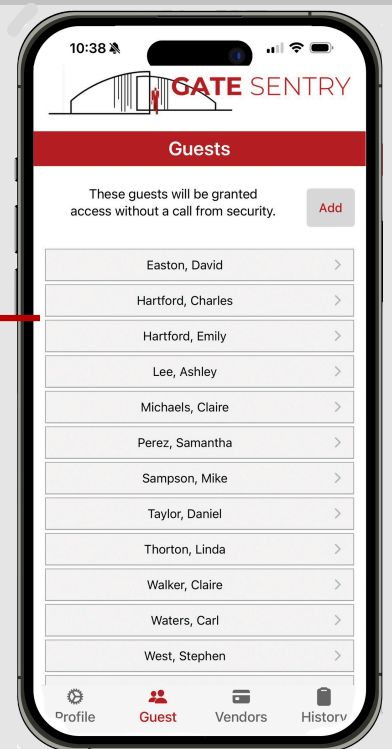 10:38
GATE SENTRY
Guests
These guests will be granted
access without a call from security.
Add
Easton, David
Hartford, Charles
Hartford, Emily
Lee, Ashley
Michaels, Claire
Perez, Samantha
Sampson, Mike
Taylor, Daniel
Thorton, Linda
Walker, Claire
Waters, Carl
West, Stephen
Profile Guest Vendors History